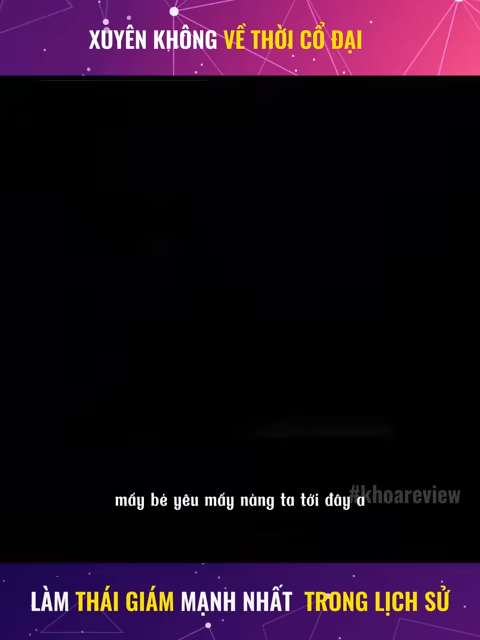 XUYÊN KHÔNG VỀ THỜI CỔ ĐẠI
mấy bé yêu mấy nàng ta tới đây a
#khoareview
LÀM THÁI GIÁM MẠNH NHẤT TRONG LỊCH SỬ